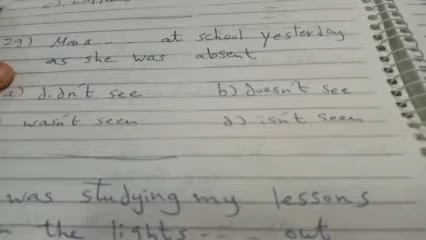 29) Mona .. at school yesterday
as she was absent
a) didn't see b) doesn't see
wasn't seen d) isn't seen
was studying my lessons
the lights .... out